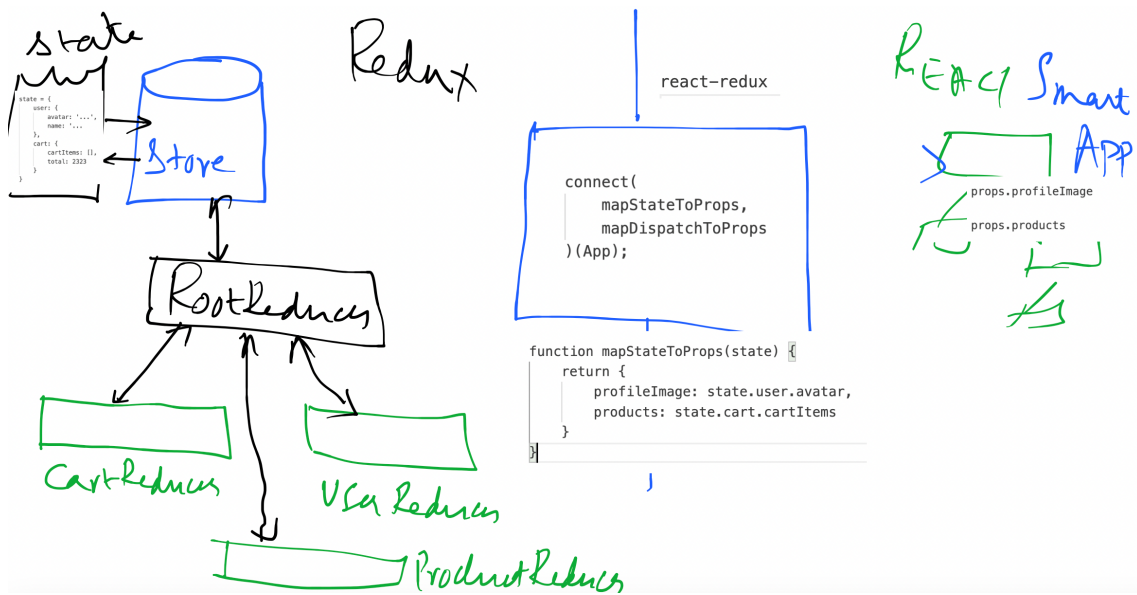 state
state = {
user: {
avatar: '...',
name: '...
},
cart: {
cartItems: [],
total: 2323
}
}
Store
Redux
RootReducer
CartReducer
UserReducer
ProductReducer
react-redux
connect(
mapStateToProps,
mapDispatchToProps
)(App);
function mapStateToProps(state) {
return {
profileImage: state.user.avatar,
products: state.cart.cartItems
}
}
REACT Smart
App
props.profileImage
props.products